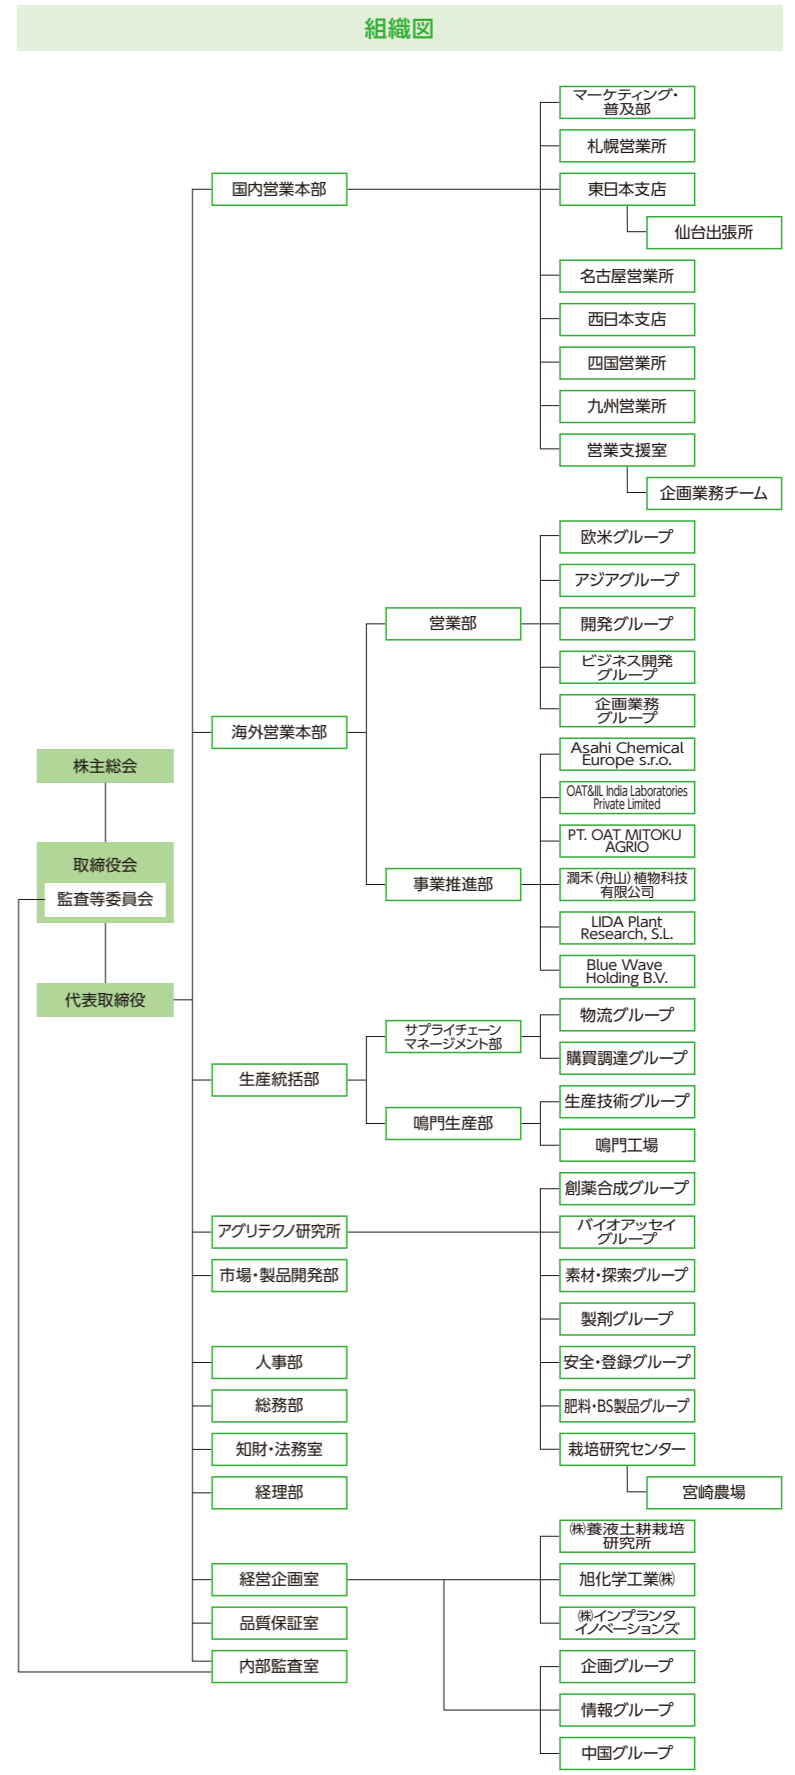 組織図
株主総会
取締役会
監査等委員会
代表取締役
国内営業本部
マーケティング・
普及部
札幌営業所
東日本支店
仙台出張所
名古屋営業所
西日本支店
四国営業所
九州営業所
営業支援室
企画業務チーム
海外営業本部
営業部
欧米グループ
アジアグループ
開発グループ
ビジネス開発
グループ
企画業務
グループ
事業推進部
Asahi Chemical
Europe s.r.o.
OAT&IIL India Laboratories
Private Limited
PT. OAT MITOKU
AGRIO
潤禾(舟山)植物科技
有限公司
LIDA Plant
Research, S.L.
Blue Wave
Holding B.V.
生産統括部
サプライチェーン
マネージメント部
物流グループ
購買調達グループ
鳴門生産部
生産技術グループ
鳴門工場
アグリテクノ研究所
創薬合成グループ
バイオアッセイ
グループ
素材・探索グループ
製剤グループ
安全・登録グループ
肥料・BS製品グループ
栽培研究センター
宮崎農場
市場・製品開発部
人事部
総務部
知財・法務室
経理部
経営企画室
㈱養液土耕栽培
研究所
旭化学工業㈱
㈱インプランタ
イノベーションズ
企画グループ
情報グループ
中国グループ
品質保証室
内部監査室